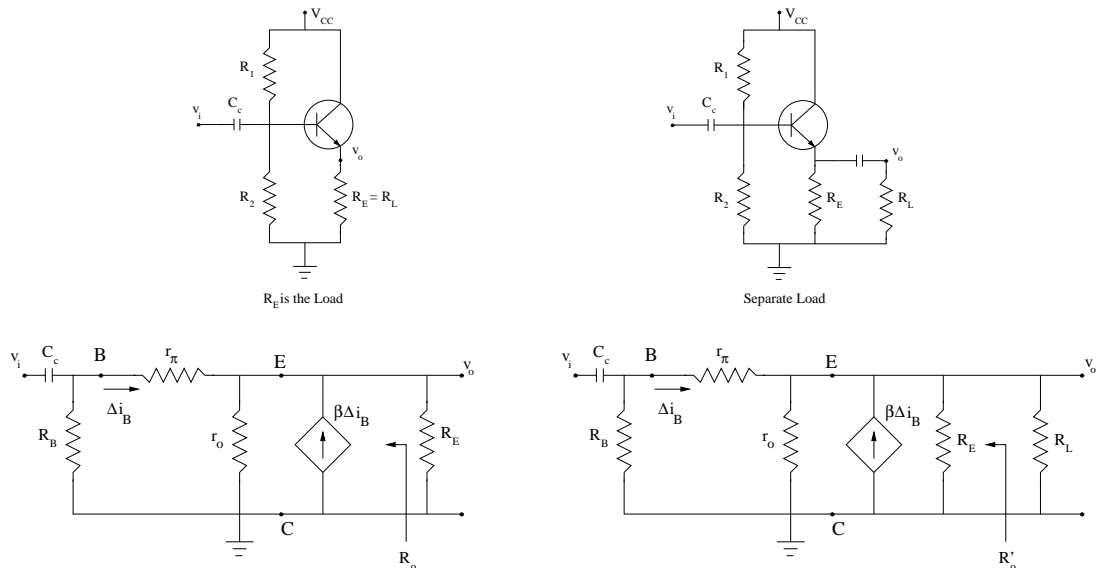 V_CC
R_1
v_i
C_c
v_o
R_2
R_E = R_L
R_E is the Load
V_CC
R_1
v_i
C_c
v_o
R_2
R_E
R_L
Separate Load
v_i
C_c
B
r_π
E
v_o
Δi_B
βΔi_B
R_B
r_o
R_E
C
R_o
v_i
C_c
B
r_π
E
v_o
Δi_B
βΔi_B
R_B
r_o
R_E
R_L
C
R'_o